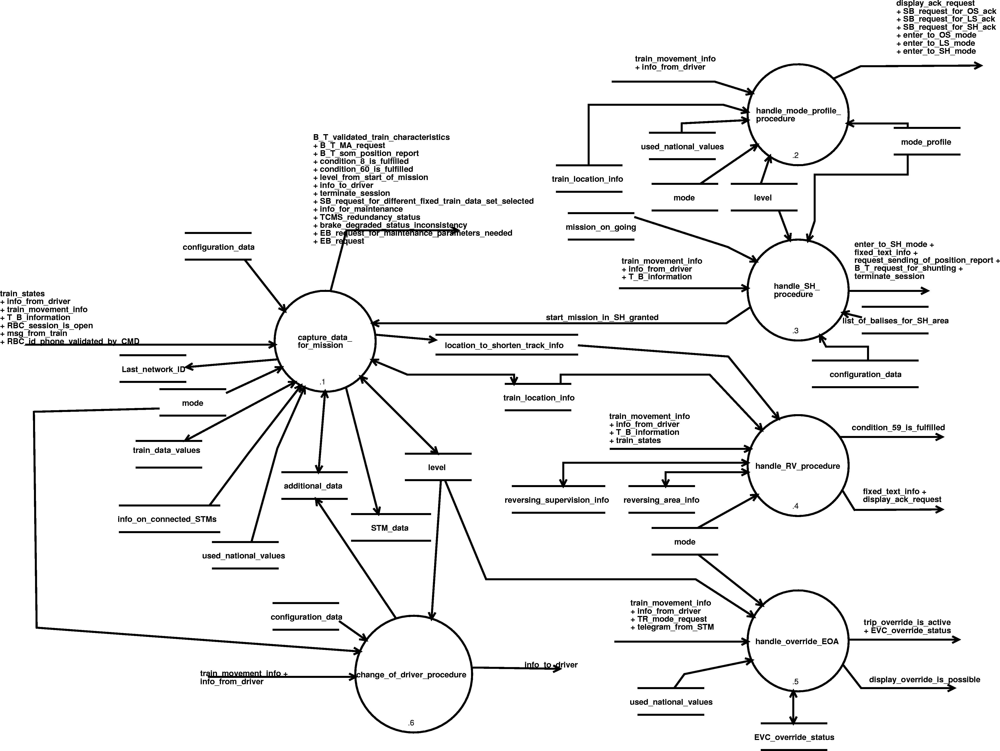 display_ack_request
+ SB_request_for_OS_ack
+ SB_request_for_LS_ack
+ SB_request_for_SH_ack
+ enter_to_OS_mode
+ enter_to_LS_mode
+ enter_to_SH_mode
train_movement_info
+ info_from_driver
handle_mode_profile_
procedure
.2
used_national_values
mode_profile
train_location_info
mode
level
B_T_validated_train_characteristics
+ B_T_MA_request
+ B_T_som_position_report
+ condition_8_is_fulfilled
+ condition_60_is_fulfilled
+ level_from_start_of_mission
+ info_to_driver
+ terminate_session
+ SB_request_for_different_fixed_train_data_set_selected
+ info_for_maintenance
+ TCMS_redundancy_status
+ brake_degraded_status_inconsistency
+ EB_request_for_maintenance_parameters_needed
+ EB_request
mission_on_going
configuration_data
train_movement_info
+ info_from_driver
+ T_B_information
enter_to_SH_mode +
fixed_text_info +
request_sending_of_position_report +
B_T_request_for_shunting +
terminate_session
handle_SH_
procedure
.3
list_of_balises_for_SH_area
configuration_data
train_states
+ info_from_driver
+ train_movement_info
+ T_B_information
+ RBC_session_is_open
+ msg_from_train
+ RBC_id_phone_validated_by_CMD
start_mission_in_SH_granted
capture_data_
for_mission
.1
location_to_shorten_track_info
Last_network_ID
mode
train_location_info
train_data_values
train_movement_info
+ info_from_driver
+ T_B_information
+ train_states
condition_59_is_fulfilled
handle_RV_procedure
.4
level
additional_data
reversing_supervision_info
reversing_area_info
fixed_text_info +
display_ack_request
info_on_connected_STMs
STM_data
used_national_values
mode
configuration_data
train_movement_info
+ info_from_driver
+ TR_mode_request
+ telegram_from_STM
trip_override_is_active
+ EVC_override_status
handle_override_EOA
.5
info_to_driver
train_movement_info +
info_from_driver
change_of_driver_procedure
.6
display_override_is_possible
used_national_values
EVC_override_status